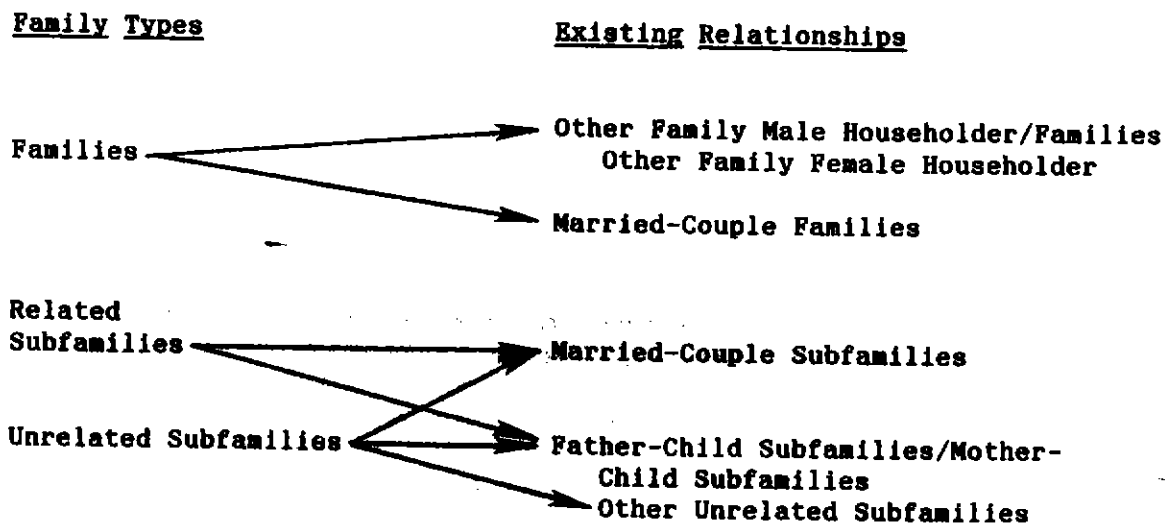 Family Types
Existing Relationships
Families
Other Family Male Householder/Families
Other Family Female Householder
Married-Couple Families
Related
Subfamilies
Married-Couple Subfamilies
Unrelated Subfamilies
Father-Child Subfamilies/Mother-
Child Subfamilies
Other Unrelated Subfamilies